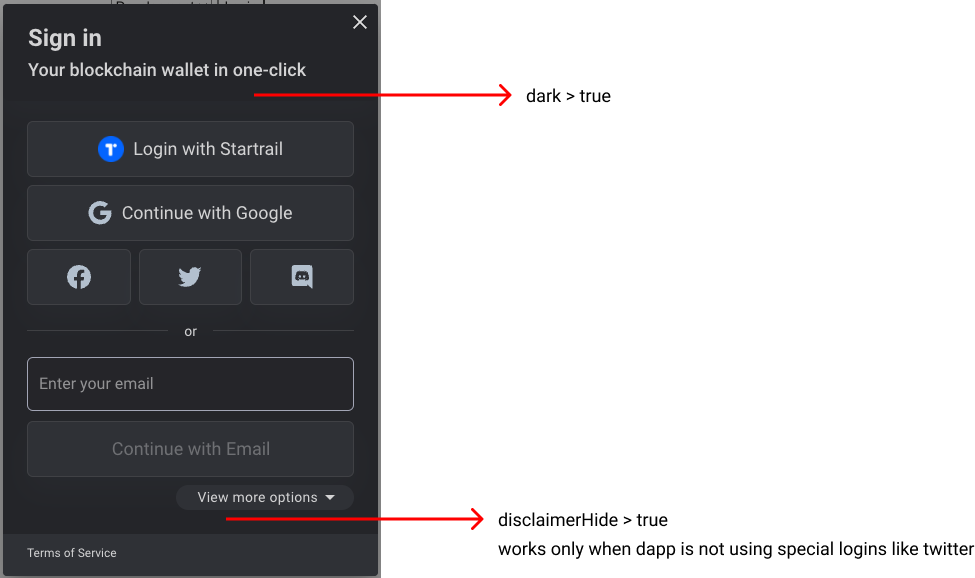 Sign in
Your blockchain wallet in one-click
dark > true
Login with Startrail
Continue with Google
or
Enter your email
Continue with Email
View more options
disclaimerHide > true
works only when dapp is not using special logins like twitter
Terms of Service